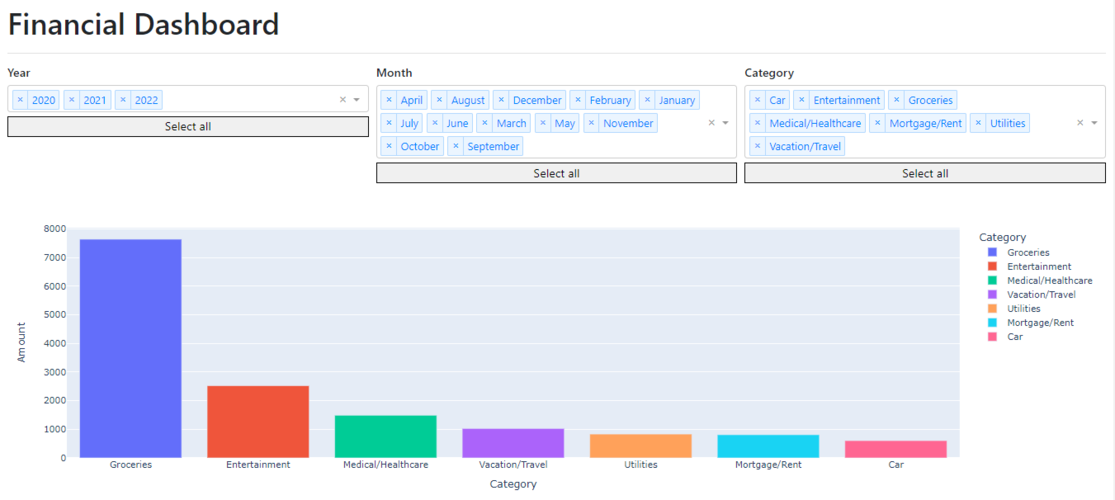 Financial Dashboard
Year
× 2020 × 2021 × 2022 ×
Select all
Month
× April × August × December × February × January
× July × June × March × May × November ×
× October × September
Select all
Category
× Car × Entertainment × Groceries
× Medical/Healthcare × Mortgage/Rent × Utilities ×
× Vacation/Travel
Select all
8000
7000
6000
5000
4000
3000
2000
1000
0
Amount
Groceries Entertainment Medical/Healthcare Vacation/Travel Utilities Mortgage/Rent Car
Category
Category
Groceries
Entertainment
Medical/Healthcare
Vacation/Travel
Utilities
Mortgage/Rent
Car